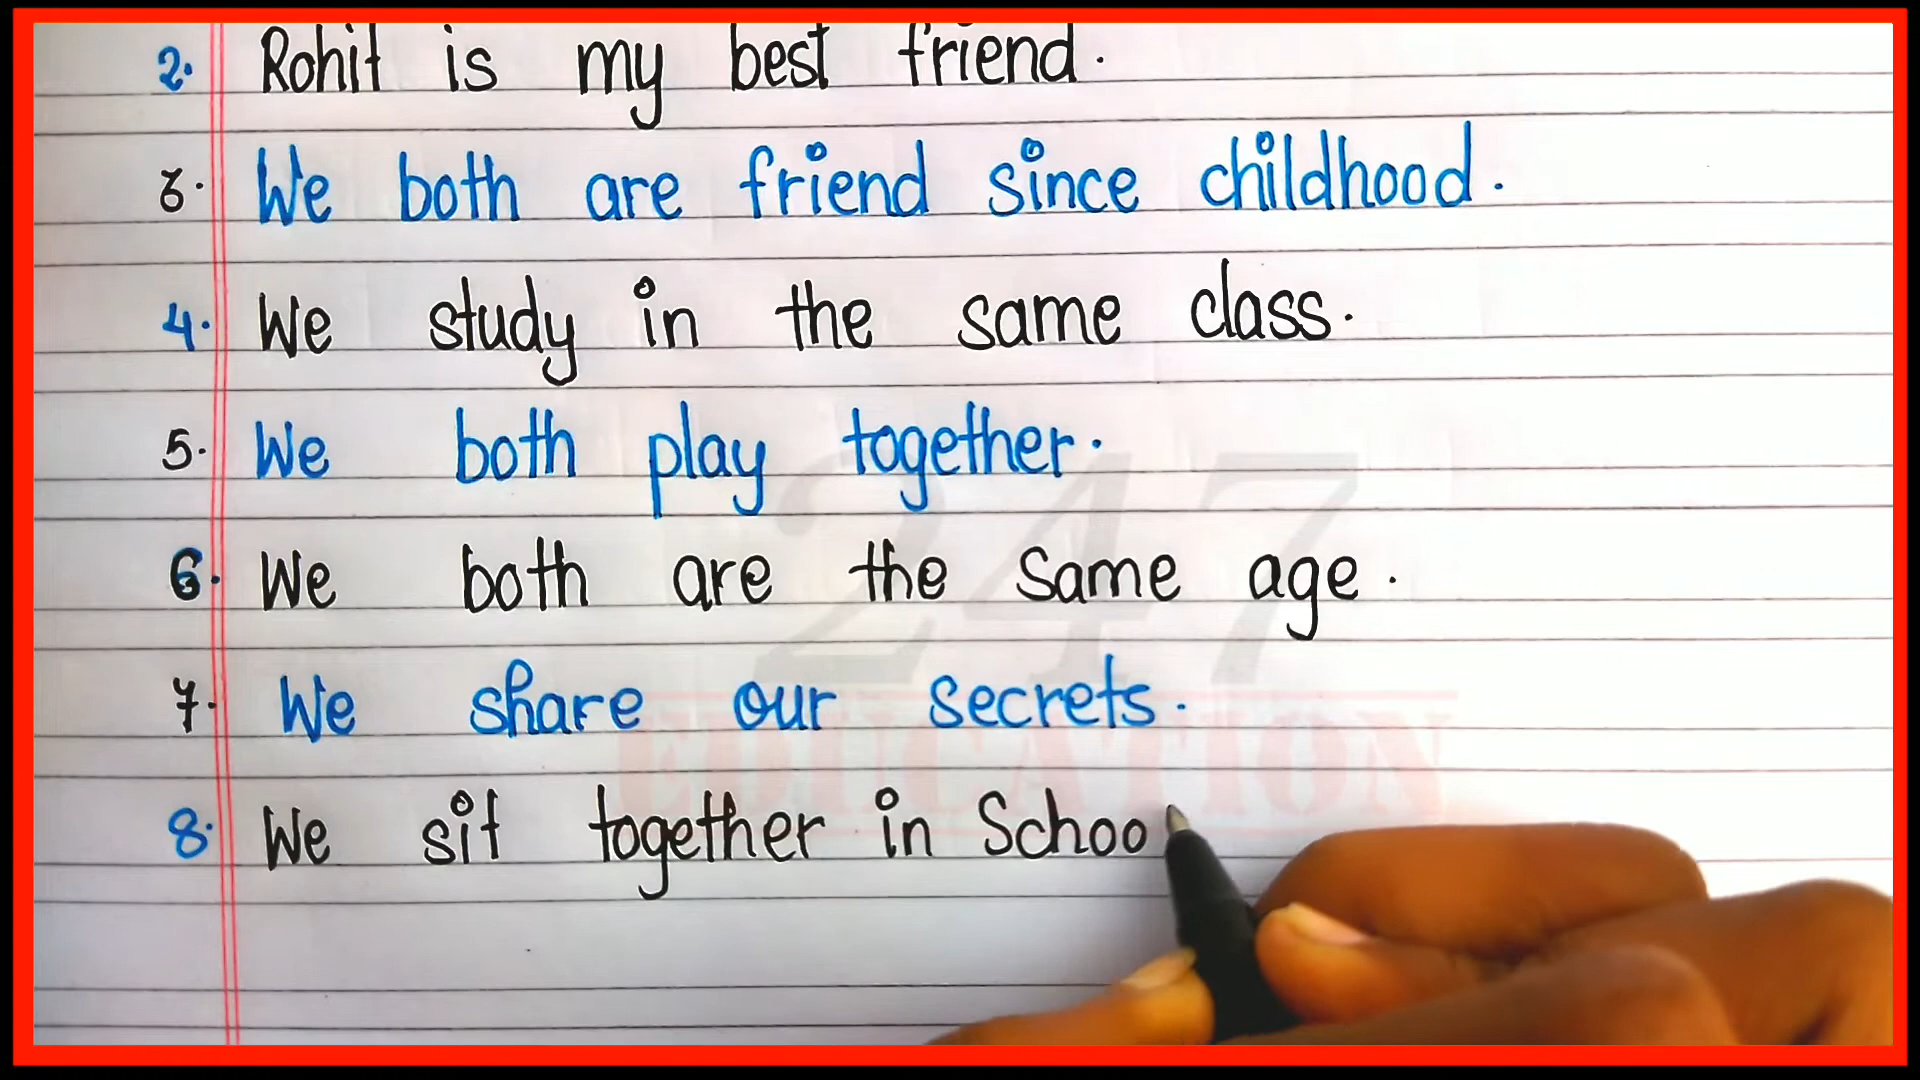 2. Rohit is my best friend.
3. We both are friend since childhood.
4. We study in the same class.
5. We both play together.
6. We both are the same age.
7. We share our secrets.
8. We sit together in Schoo
247
EDUCATION